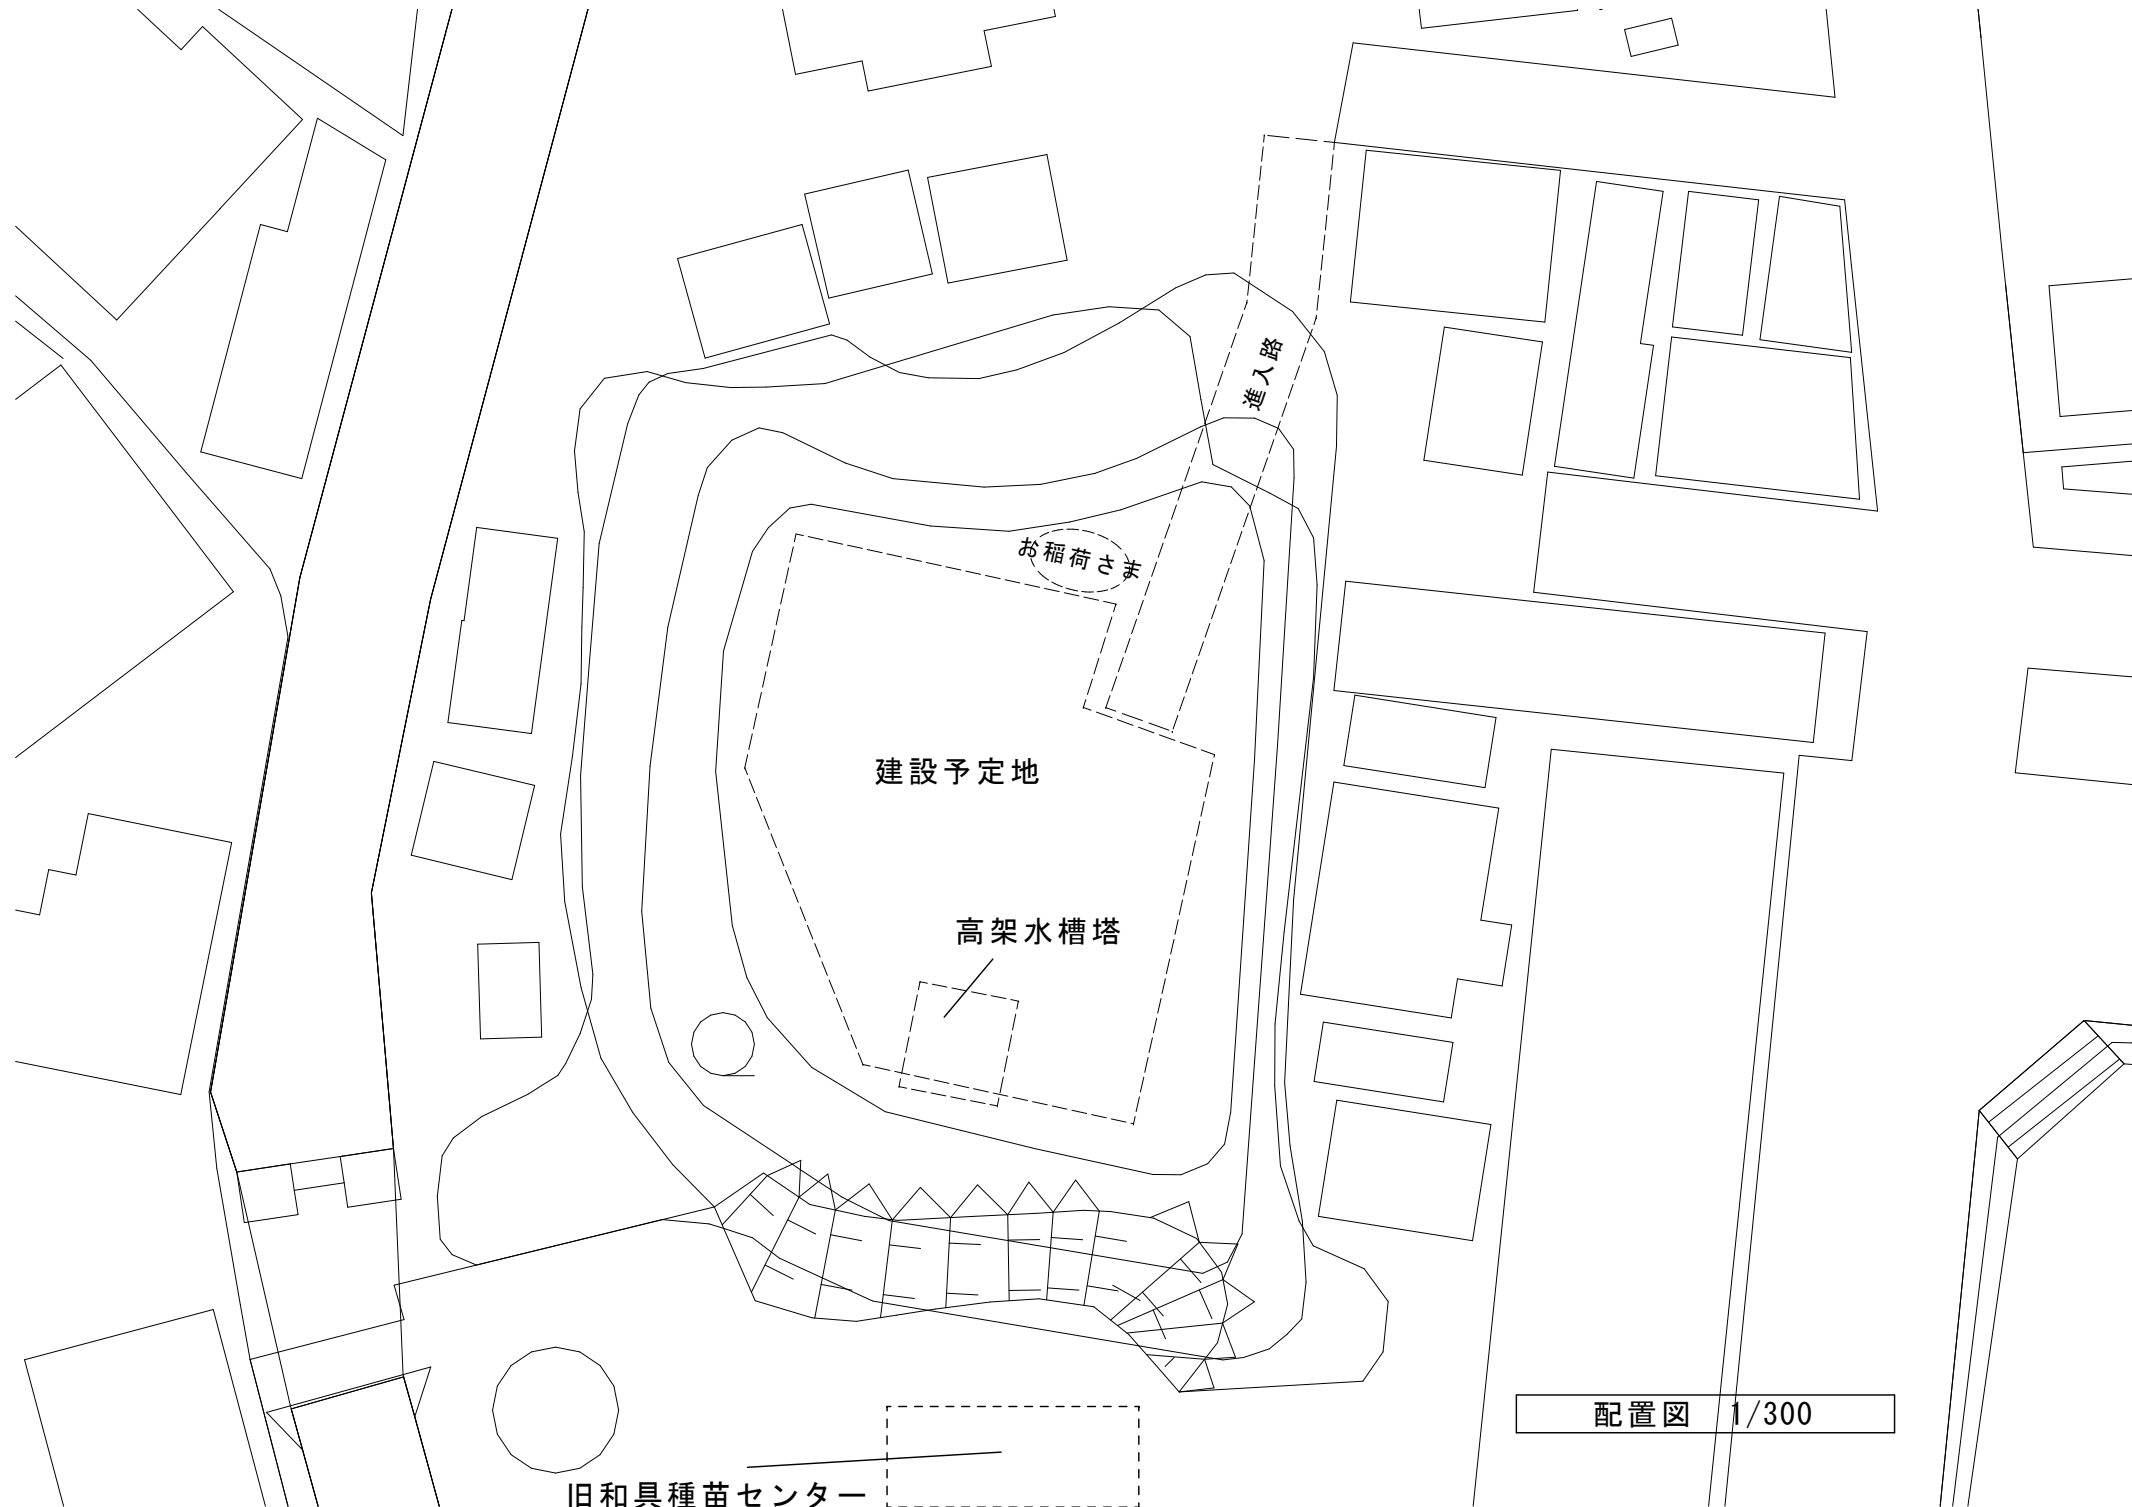 進入路
お稲荷さま
建設予定地
高架水槽塔
配置図 1/300
旧和具種苗センター